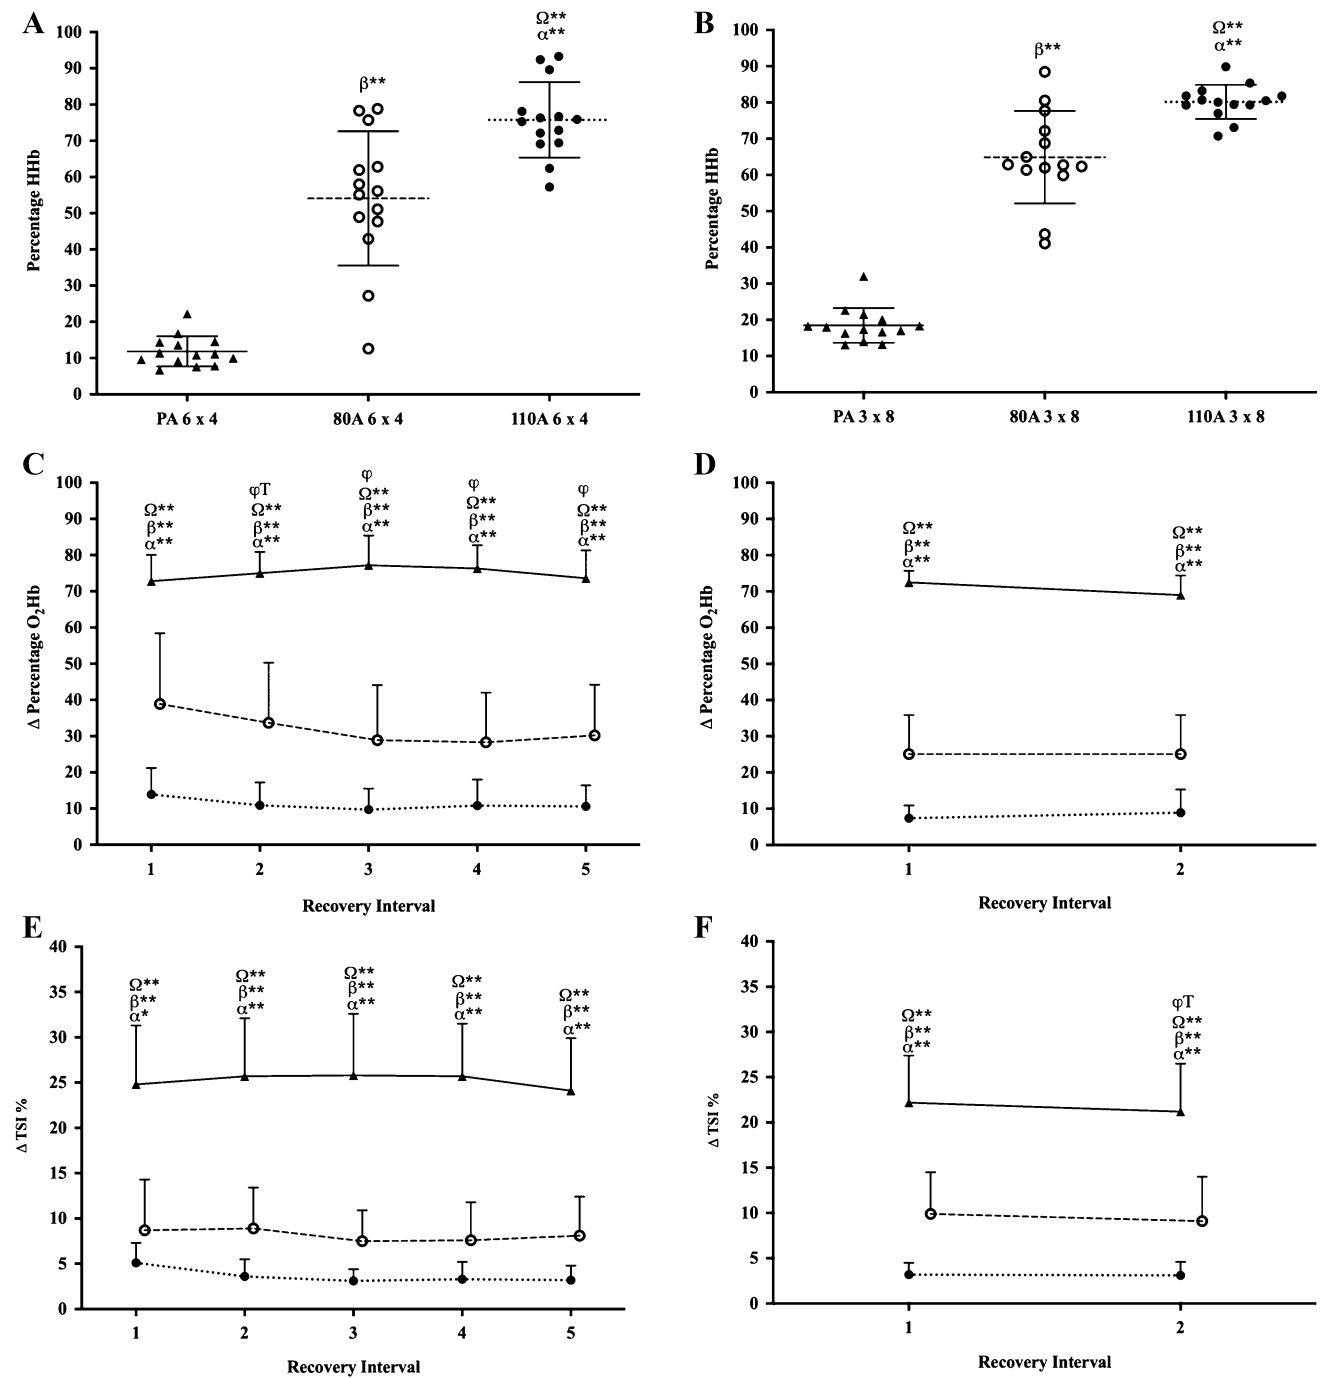 A
Percentage HHb
100
90
80
70
60
50
40
30
20
10
0
β**
Ω**
α**
PA 6 x 4
80A 6 x 4
110A 6 x 4
B
Percentage HHb
100
90
80
70
60
50
40
30
20
10
0
β**
Ω**
α**
PA 3 x 8
80A 3 x 8
110A 3 x 8
C
Δ Percentage O₂Hb
100
90
80
70
60
50
40
30
20
10
0
Ω**
β**
α**
φT
Ω**
β**
α**
φ
Ω**
β**
α**
φ
Ω**
β**
α**
φ
Ω**
β**
α**
1
2
3
4
5
Recovery Interval
D
Δ Percentage O₂Hb
100
90
80
70
60
50
40
30
20
10
0
Ω**
β**
α**
Ω**
β**
α**
1
2
Recovery Interval
E
Δ TSI %
40
35
30
25
20
15
10
5
0
Ω**
β**
α*
Ω**
β**
α**
Ω**
β**
α**
Ω**
β**
α**
Ω**
β**
α**
1
2
3
4
5
Recovery Interval
F
Δ TSI %
40
35
30
25
20
15
10
5
0
Ω**
β**
α**
φT
Ω**
β**
α**
1
2
Recovery Interval